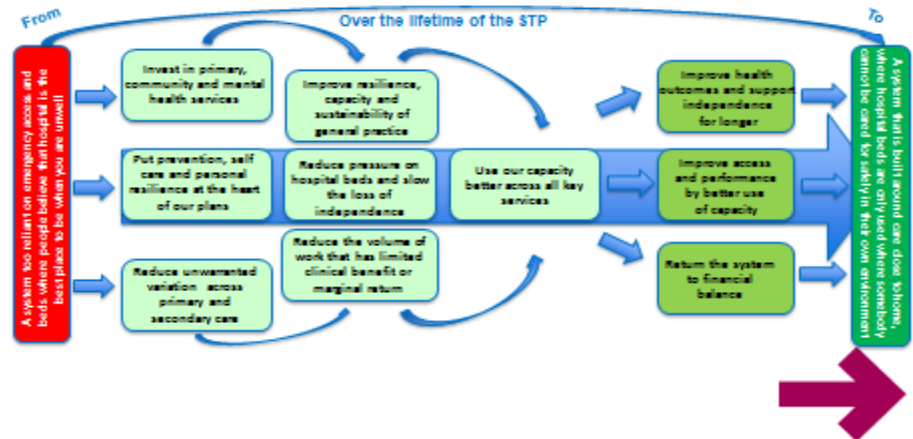 From
Over the lifetime of the STP
To
A system too reliant on emergency access and
beds where people believe that hospital is the
best place to be when you are unwell
Invest in primary,
community and mental
health services
Put prevention, self
care and personal
resilience at the heart
of our plans
Reduce unwarranted
variation across
primary and
secondary care
Improve resilience,
capacity and
sustainability of
general practice
Reduce pressure on
hospital beds and slow
the loss of
independence
Reduce the volume of
work that has limited
clinical benefit or
marginal return
Use our capacity
better across all key
services
Improve health
outcomes and support
independence
for longer
Improve access
and performance
by better use
of capacity
Return the system
to financial
balance
A system that is built around care close to home,
where hospital beds are only used where somebody
cannot be cared for safely in their own environment